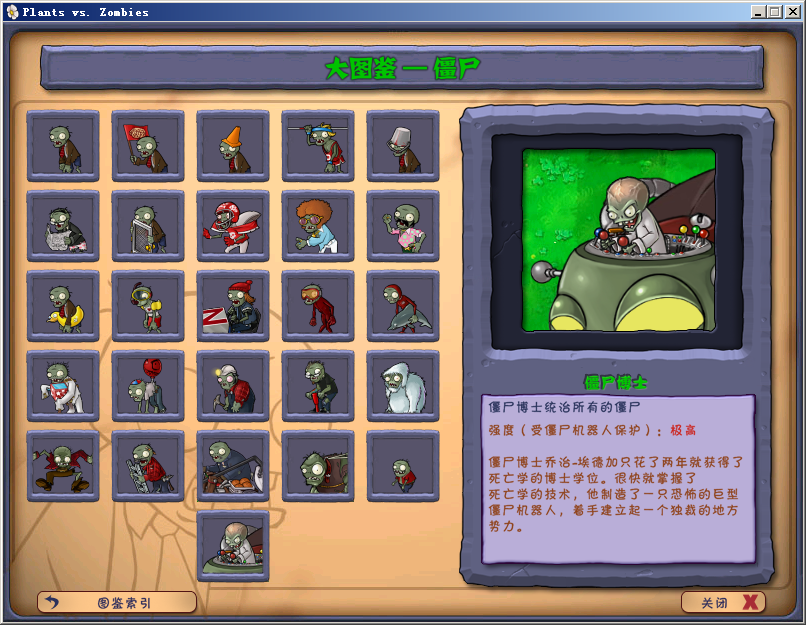 Plants vs. Zombies
大图鉴 — 僵尸
N
僵尸博士
僵尸博士统治所有的僵尸
强度（受僵尸机器人保护）：极高
僵尸博士乔治-埃德加只花了两年就获得了
死亡学的博士学位。很快就掌握了
死亡学的技术，他制造了一只恐怖的巨型
僵尸机器人，着手建立起一个独裁的地方
势力。
图鉴索引
关闭